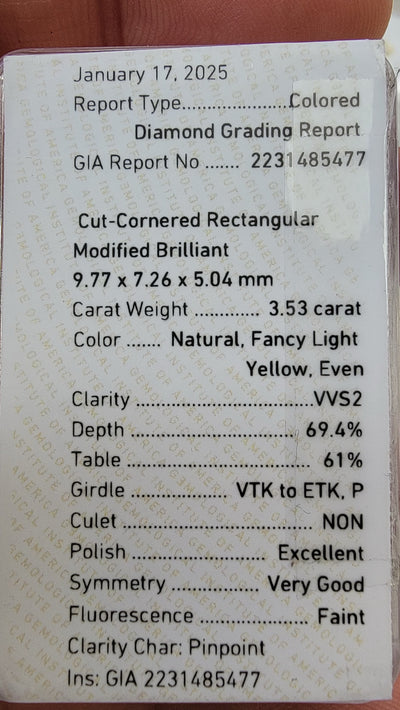 January 17, 2025
Report Type......................Colored
Diamond Grading Report
GIA Report No ....... 2231485477
Cut-Cornered Rectangular
Modified Brilliant
9.77 x 7.26 x 5.04 mm
Carat Weight ............. 3.53 carat
Color ....... Natural, Fancy Light
Yellow, Even
Clarity ....................................VVS2
Depth .................................. 69.4%
Table ...................................... 61%
Girdle .................... VTK to ETK, P
Culet ...................................... NON
Polish ........................... Excellent
Symmetry .................. Very Good
Fluorescence ...................... Faint
Clarity Char: Pinpoint
Ins: GIA 2231485477